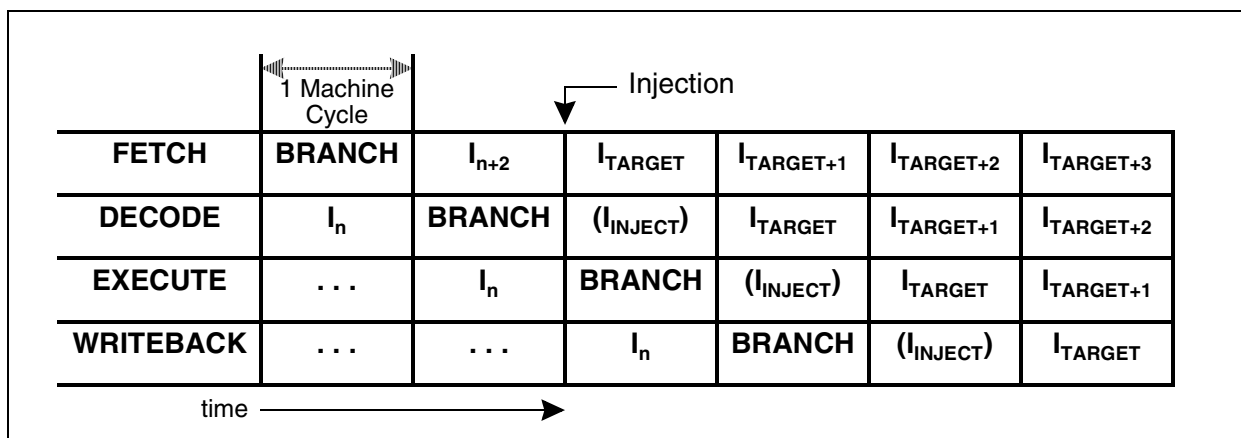 1 Machine
Cycle
Injection
FETCH BRANCH In+2 ITARGET ITARGET+1 ITARGET+2 ITARGET+3
DECODE In BRANCH (IINJECT) ITARGET ITARGET+1 ITARGET+2
EXECUTE . . . In BRANCH (IINJECT) ITARGET ITARGET+1
WRITEBACK . . . . . . In BRANCH (IINJECT) ITARGET
time